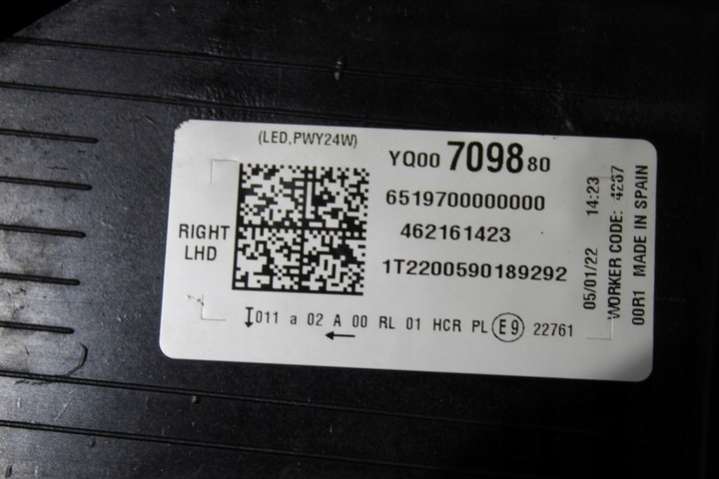 (LED,PWY24W)
YQ00 7098 80
6519700000000
462161423
1T2200590189292
RIGHT
LHD
011 a 02 A 00 RL 01 HCR PL E9 22761
05/01/22 14:23
WORKER CODE: 4267
00R1 MADE IN SPAIN